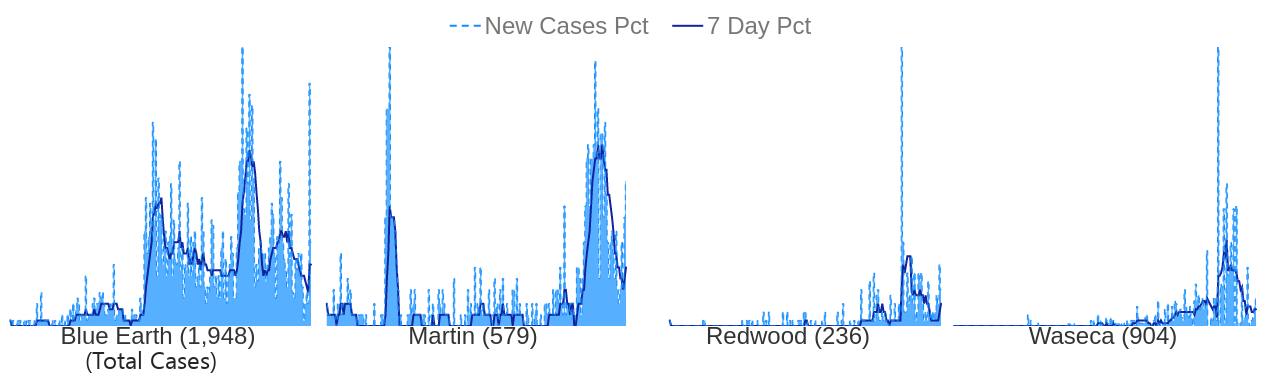 New Cases Pct 7 Day Pct
Blue Earth (1,948) Martin (579) Redwood (236) Waseca (904)
(Total Cases)